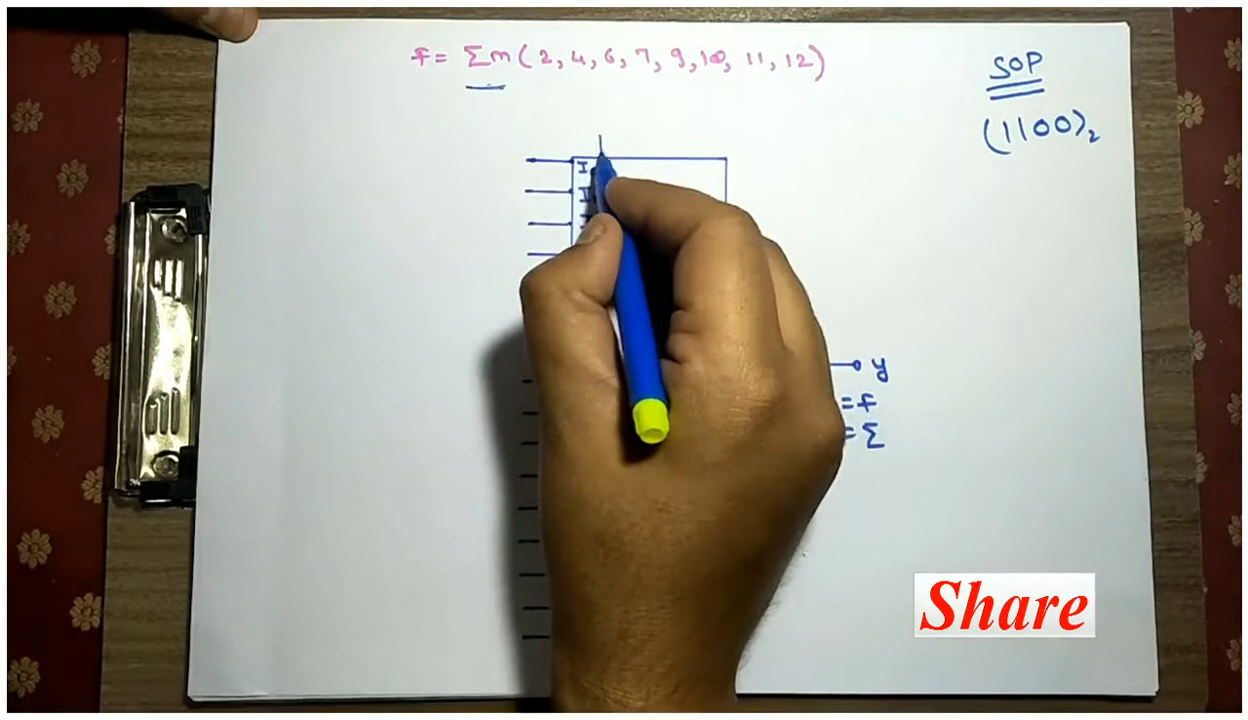 f = Σm ( 2, 4, 6, 7, 9, 10, 11, 12 )
SOP
(1100)₂
I
y
= f
= Σ
Share